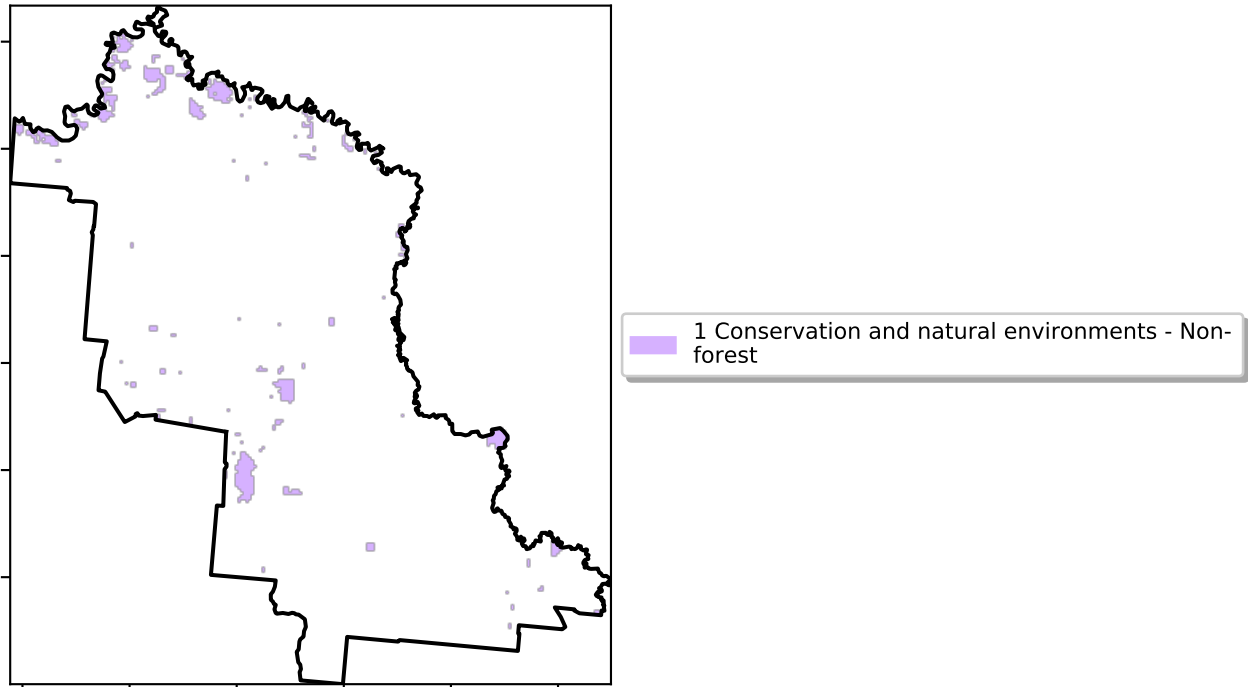 1 Conservation and natural environments - Non-
forest